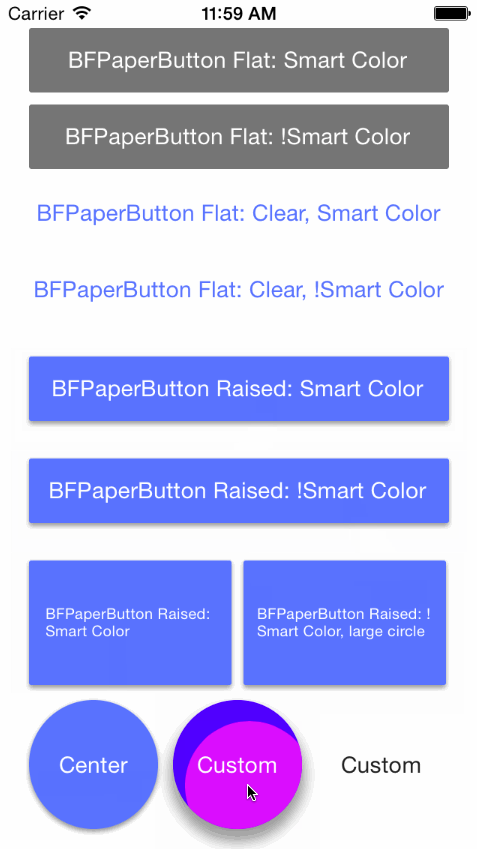 Carrier 11:59 AM
BFPaperButton Flat: Smart Color
BFPaperButton Flat: !Smart Color
BFPaperButton Flat: Clear, Smart Color
BFPaperButton Flat: Clear, !Smart Color
BFPaperButton Raised: Smart Color
BFPaperButton Raised: !Smart Color
BFPaperButton Raised:
Smart Color
BFPaperButton Raised: !
Smart Color, large circle
Center
Custom
Custom